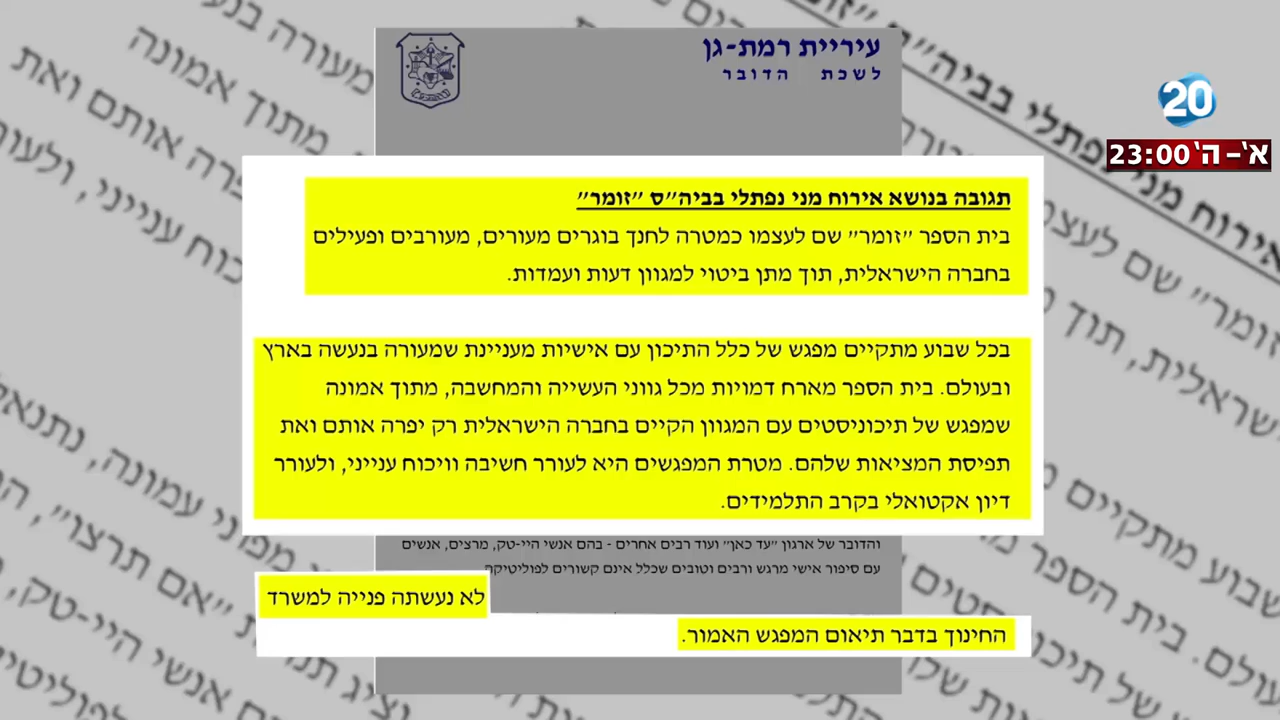 עיריית רמת-גן
לשכת הדובר
20
א'-ה' 23:00
תגובה בנושא אירוח מני נפתלי בביה"ס "זומר"
בית הספר "זומר" שם לעצמו כמטרה לחנך בוגרים מעורים, מעורבים ופעילים
בחברה הישראלית, תוך מתן ביטוי למגוון דעות ועמדות.
בכל שבוע מתקיים מפגש של כלל התיכון עם אישיות מעניינת שמעורה בנעשה בארץ
ובעולם. בית הספר מארח דמויות מכל גווני העשייה והמחשבה, מתוך אמונה
שמפגש של תיכוניסטים עם המגוון הקיים בחברה הישראלית רק יפרה אותם ואת
תפיסת המציאות שלהם. מטרת המפגשים היא לעורר חשיבה וויכוח ענייני, ולעורר
דיון אקטואלי בקרב התלמידים.
והדובר של ארגון "עד כאן" ועוד רבים אחרים - בהם אנשי היי-טק, מרצים, אנשים
עם סיפור אישי מרגש ורבים וטובים שכלל אינם קשורים לפוליטיקה
לא נעשתה פנייה למשרד
החינוך בדבר תיאום המפגש האמור.